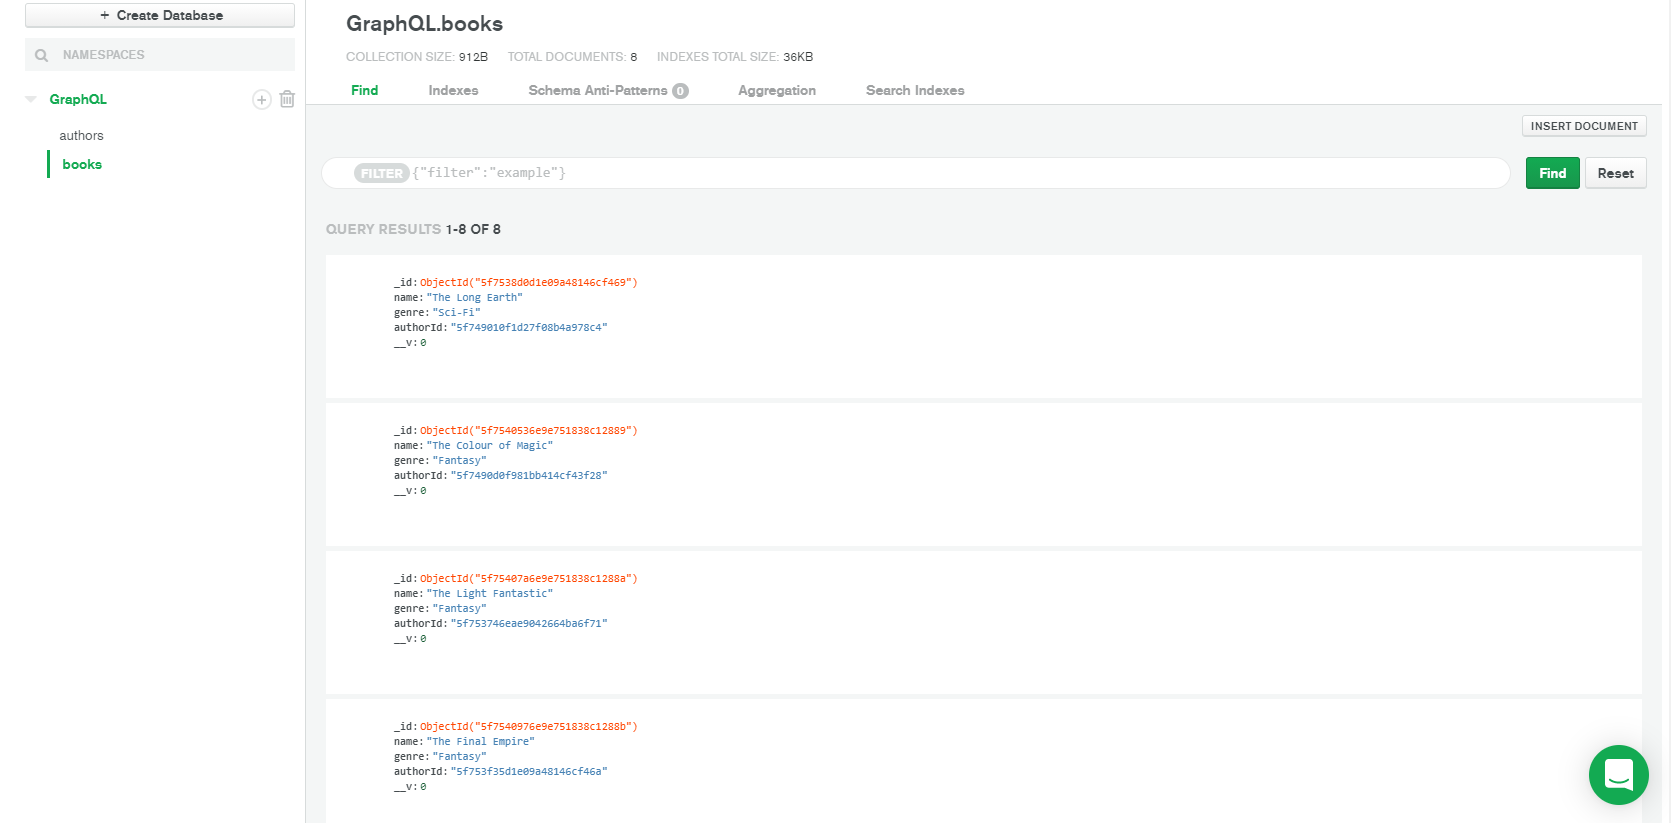 + Create Database
NAMESPACES
GraphQL
authors
books
GraphQL.books
COLLECTION SIZE: 912B TOTAL DOCUMENTS: 8 INDEXES TOTAL SIZE: 36KB
Find Indexes Schema Anti-Patterns 0 Aggregation Search Indexes
INSERT DOCUMENT
FILTER {"filter":"example"} Find Reset
QUERY RESULTS 1-8 OF 8
_id: ObjectId("5f7538d0d1e09a48146cf469")
name: "The Long Earth"
genre: "Sci-Fi"
authorId: "5f749010f1d27f08b4a978c4"
__v: 0
_id: ObjectId("5f7540536e9e751838c12889")
name: "The Colour of Magic"
genre: "Fantasy"
authorId: "5f7490d0f981bb414cf43f28"
__v: 0
_id: ObjectId("5f75407a6e9e751838c1288a")
name: "The Light Fantastic"
genre: "Fantasy"
authorId: "5f753746eae9042664ba6f71"
__v: 0
_id: ObjectId("5f7540976e9e751838c1288b")
name: "The Final Empire"
genre: "Fantasy"
authorId: "5f753f35d1e09a48146cf46a"
__v: 0